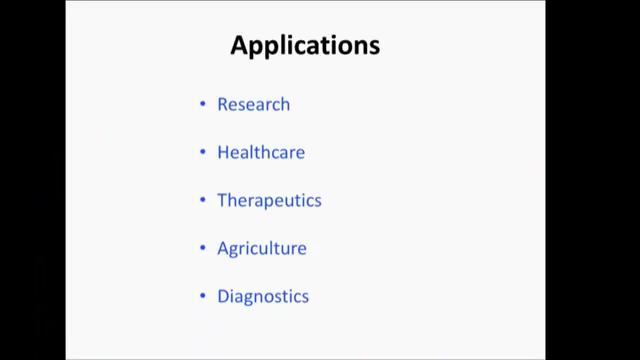 Applications
• Research
• Healthcare
• Therapeutics
• Agriculture
• Diagnostics